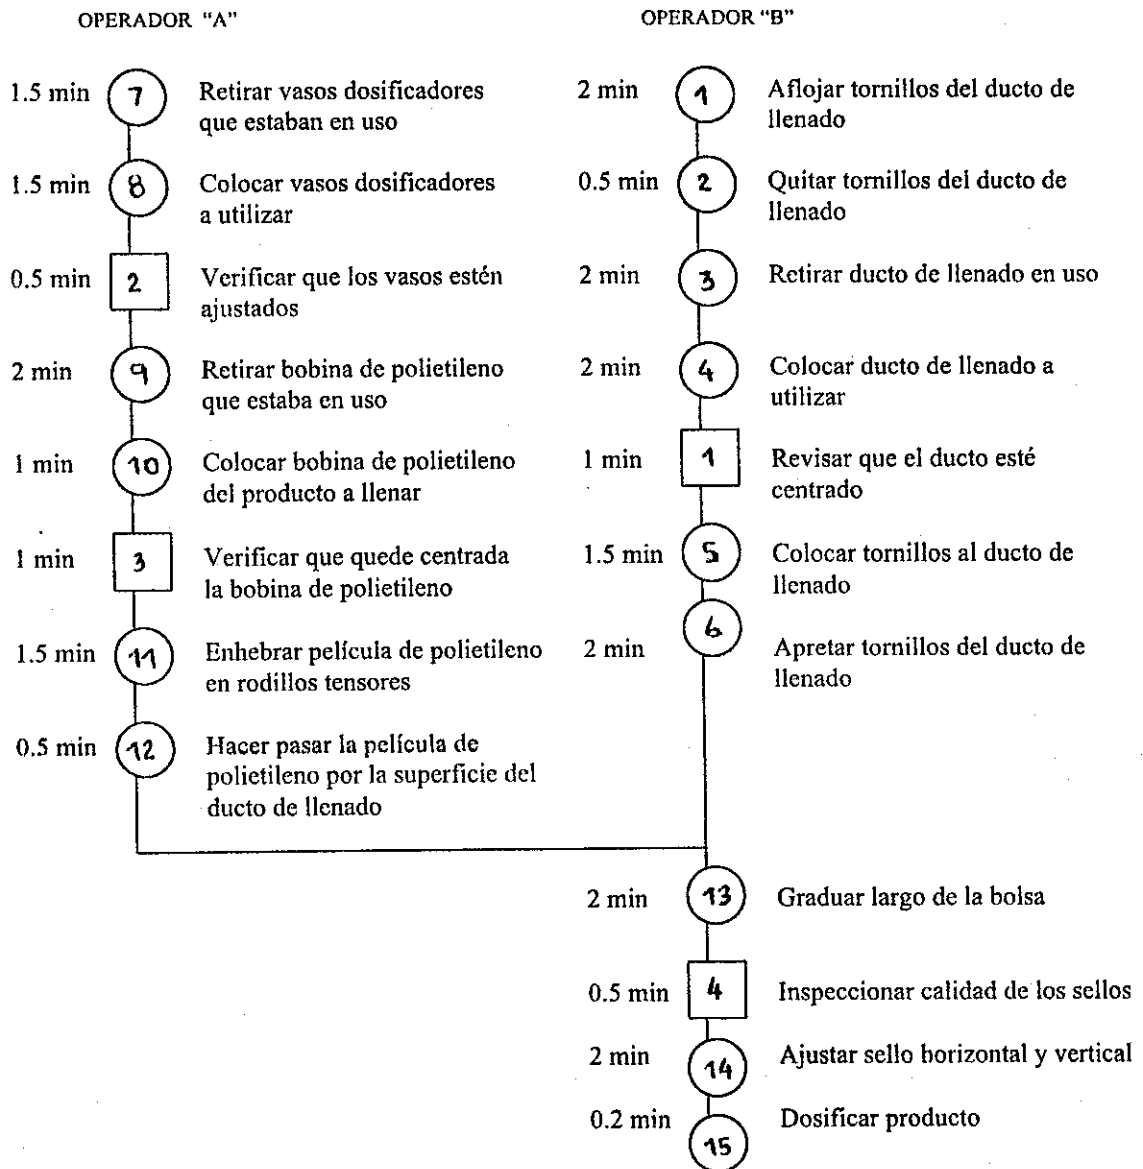 OPERADOR "A"
OPERADOR "B"
1.5 min 7 Retirar vasos dosificadores
que estaban en uso
1.5 min 8 Colocar vasos dosificadores
a utilizar
0.5 min 2 Verificar que los vasos estén
ajustados
2 min 9 Retirar bobina de polietileno
que estaba en uso
1 min 10 Colocar bobina de polietileno
del producto a llenar
1 min 3 Verificar que quede centrada
la bobina de polietileno
1.5 min 11 Enhebrar película de polietileno
en rodillos tensores
0.5 min 12 Hacer pasar la película de
polietileno por la superficie del
ducto de llenado
2 min 1 Aflojar tornillos del ducto de
llenado
0.5 min 2 Quitar tornillos del ducto de
llenado
2 min 3 Retirar ducto de llenado en uso
2 min 4 Colocar ducto de llenado a
utilizar
1 min 1 Revisar que el ducto esté
centrado
1.5 min 5 Colocar tornillos al ducto de
llenado
2 min 6 Apretar tornillos del ducto de
llenado
2 min 13 Graduar largo de la bolsa
0.5 min 4 Inspeccionar calidad de los sellos
2 min 14 Ajustar sello horizontal y vertical
0.2 min 15 Dosificar producto